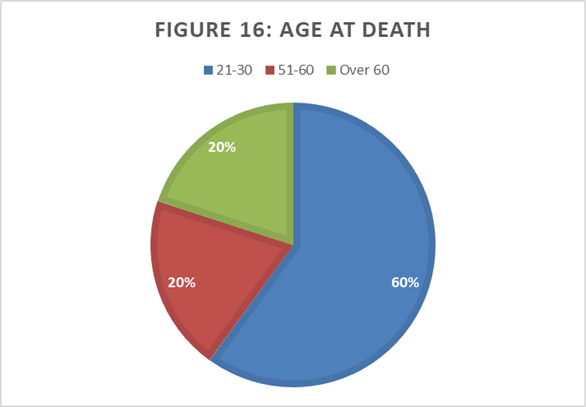 FIGURE 16: AGE AT DEATH
21-30 51-60 Over 60
20%
20%
60%